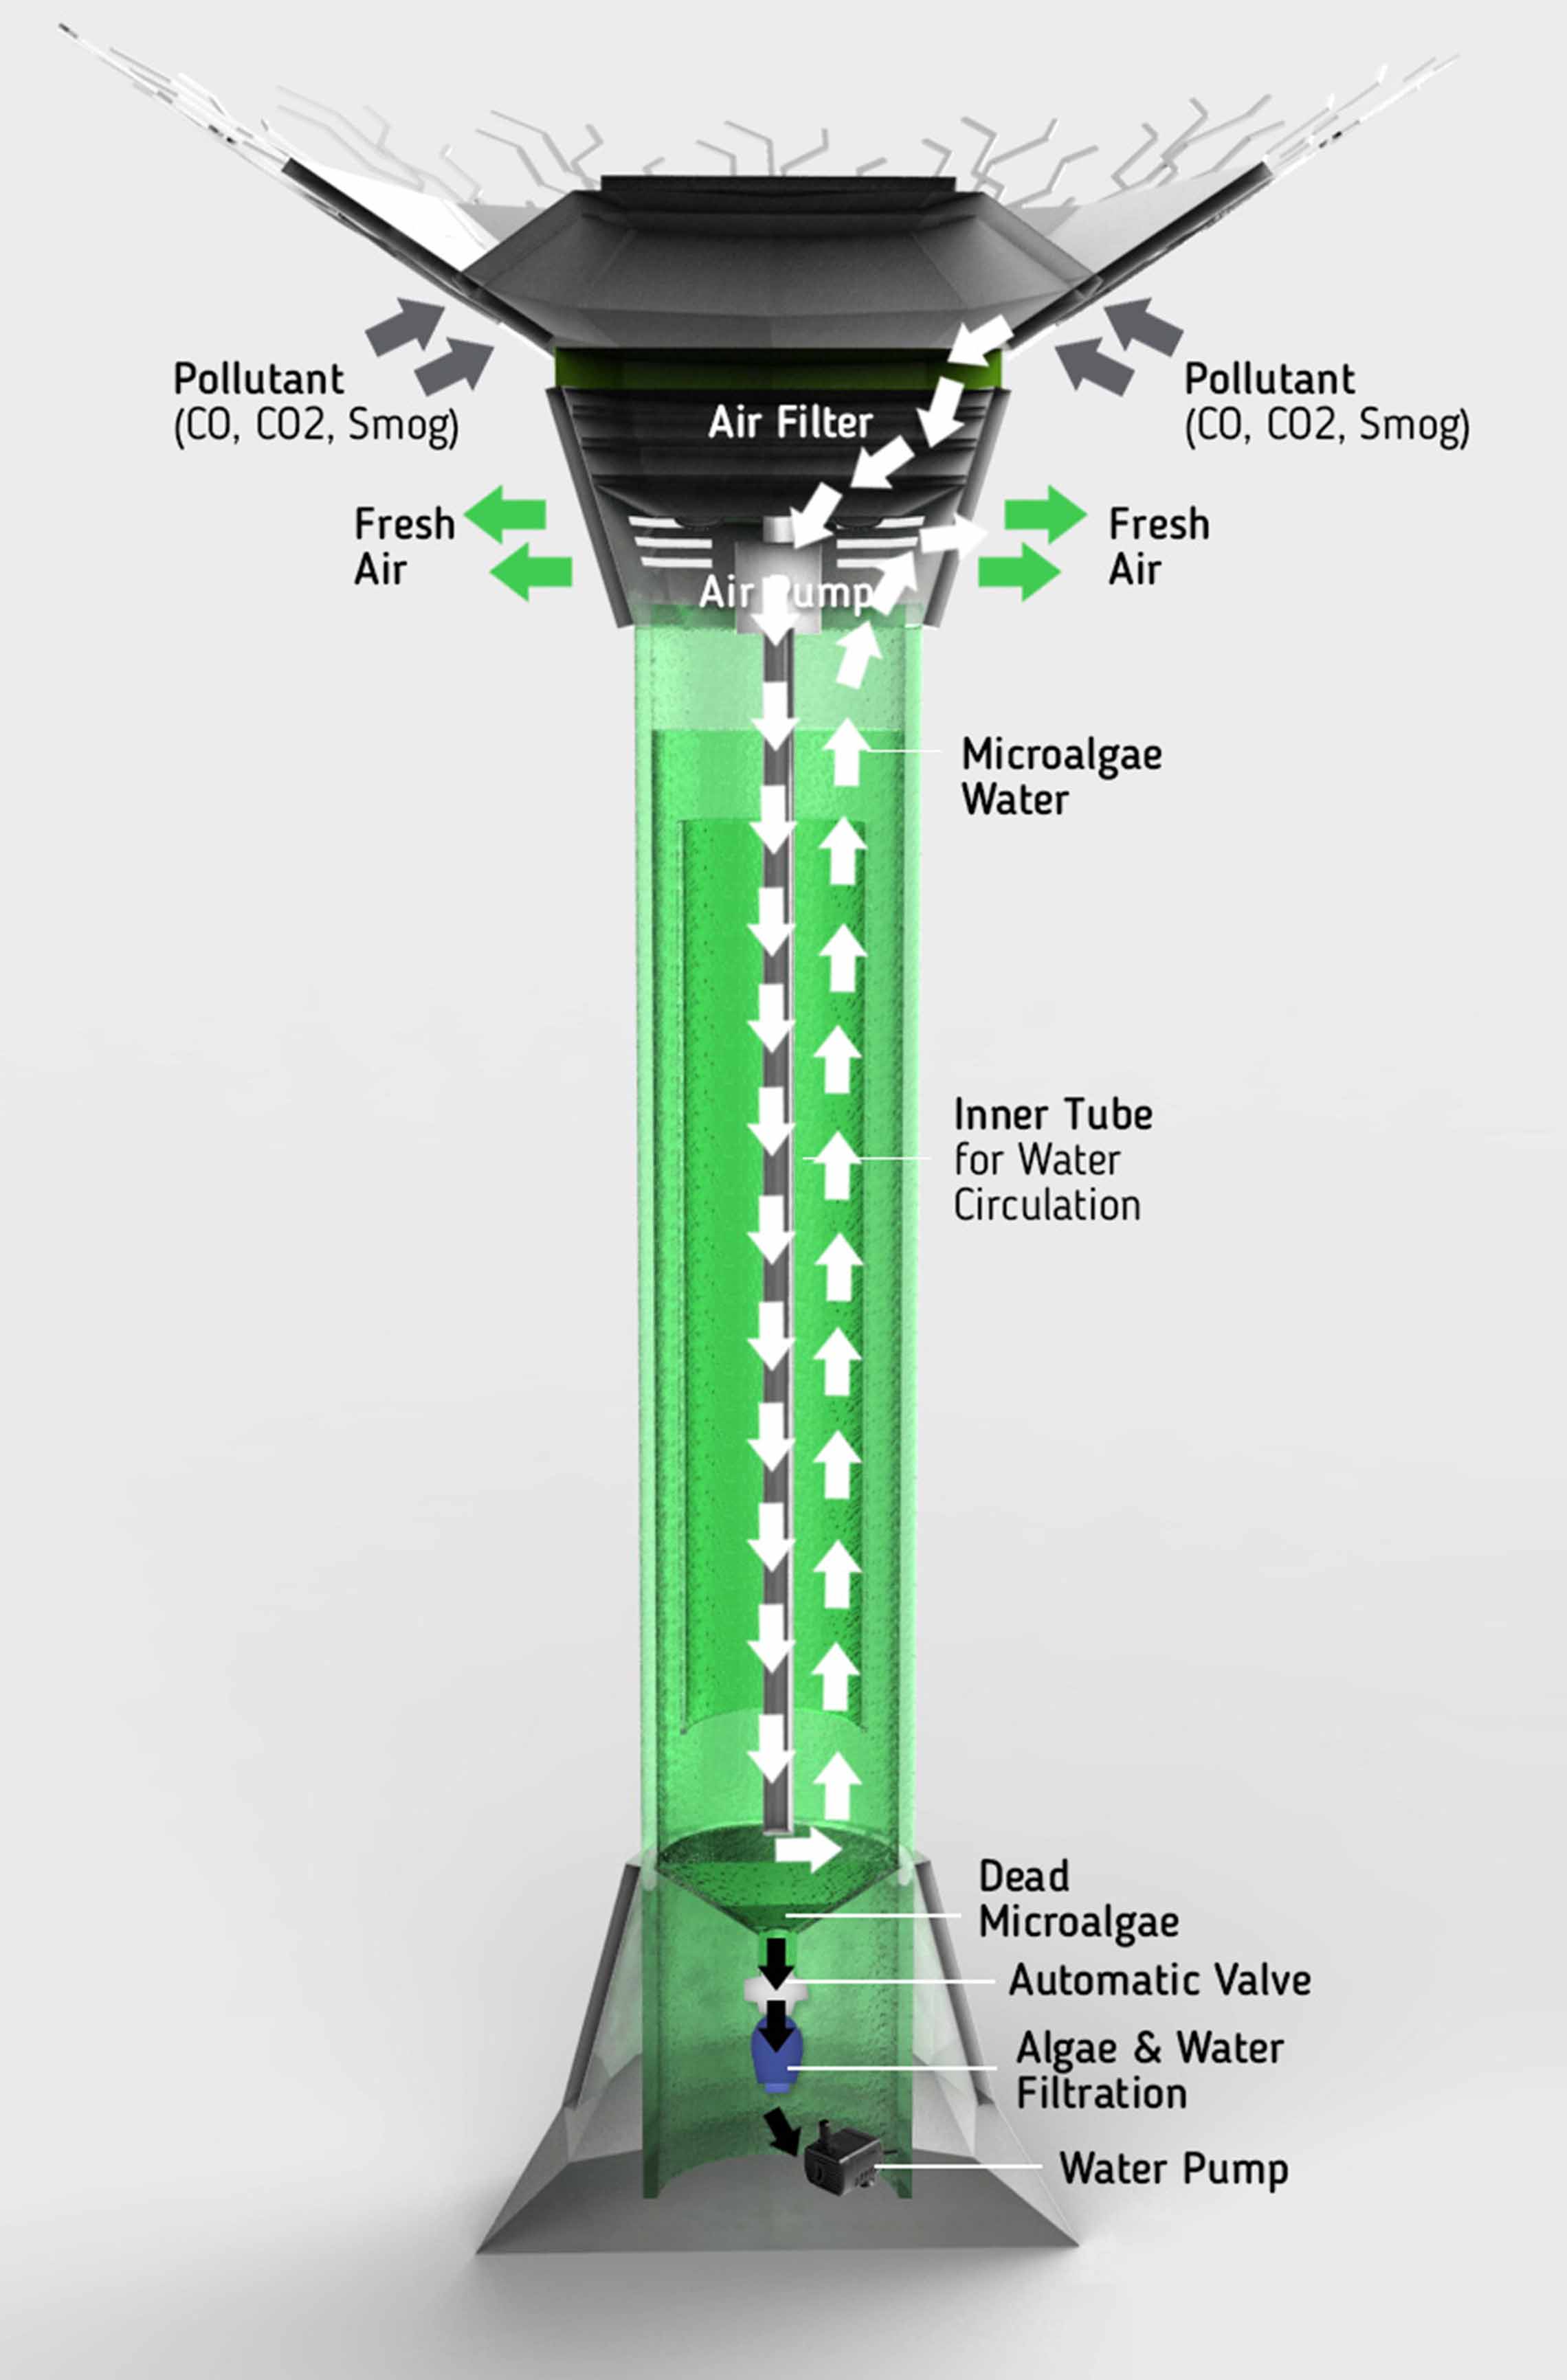 Pollutant
(CO, CO2, Smog)
Pollutant
(CO, CO2, Smog)
Air Filter
Fresh
Air
Fresh
Air
Air Pump
Microalgae
Water
Inner Tube
for Water
Circulation
Dead
Microalgae
Automatic Valve
Algae & Water
Filtration
Water Pump